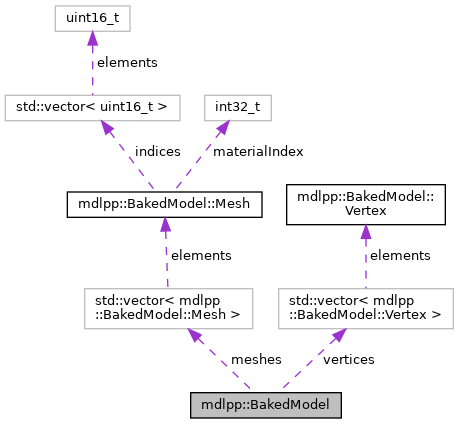 uint16_t
elements
std::vector< uint16_t >
int32_t
indices
materialIndex
mdlpp::BakedModel::Mesh
mdlpp::BakedModel::
Vertex
elements
elements
std::vector< mdlpp
::BakedModel::Mesh >
std::vector< mdlpp
::BakedModel::Vertex >
meshes
vertices
mdlpp::BakedModel